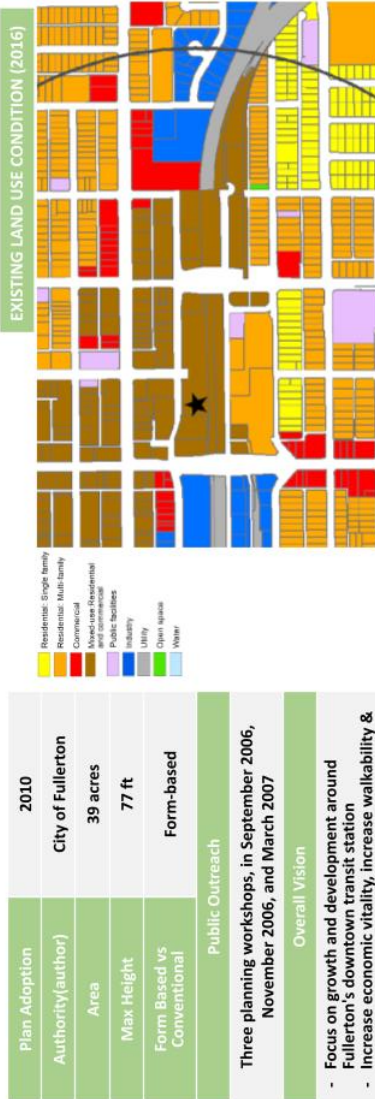 Plan Adoption 2010
Authority(author) City of Fullerton
Area 39 acres
Max Height 77 ft
Form Based vs
Conventional
Form-based
Public Outreach
Three planning workshops, in September 2006,
November 2006, and March 2007
Overall Vision
- Focus on growth and development around
Fullerton's downtown transit station
- Increase economic vitality, increase walkability &
EXISTING LAND USE CONDITION (2016)
Residential: Single family
Residential: Multi-family
Commercial
Mixed-use:Residential
and commercial
Public facilities
Industry
Utility
Open space
Water